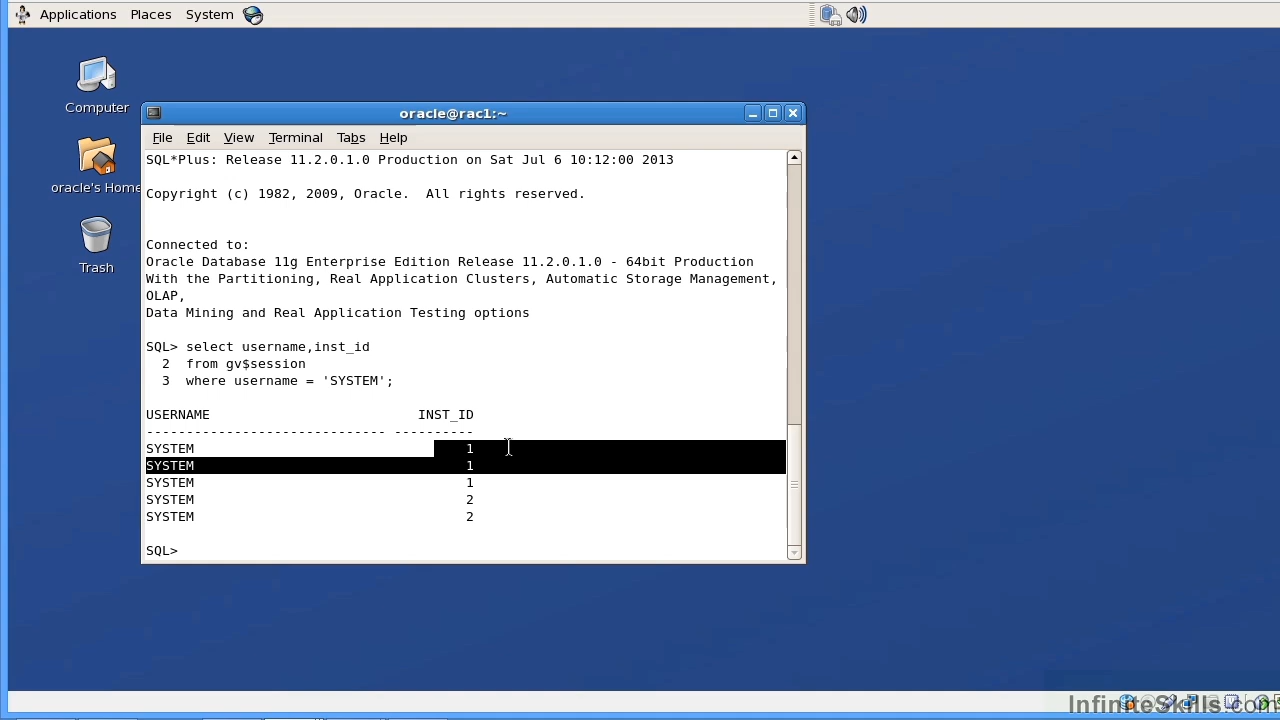 Applications Places System
Computer
oracle's Home
Trash
oracle@rac1:~
File Edit View Terminal Tabs Help
SQL*Plus: Release 11.2.0.1.0 Production on Sat Jul 6 10:12:00 2013
Copyright (c) 1982, 2009, Oracle.  All rights reserved.
Connected to:
Oracle Database 11g Enterprise Edition Release 11.2.0.1.0 - 64bit Production
With the Partitioning, Real Application Clusters, Automatic Storage Management,
OLAP,
Data Mining and Real Application Testing options
SQL> select username,inst_id
  2  from gv$session
  3  where username = 'SYSTEM';
USERNAME                          INST_ID
------------------------------ ----------
SYSTEM                                  1
SYSTEM                                  1
SYSTEM                                  1
SYSTEM                                  2
SYSTEM                                  2
SQL>
InfiniteSkills.com